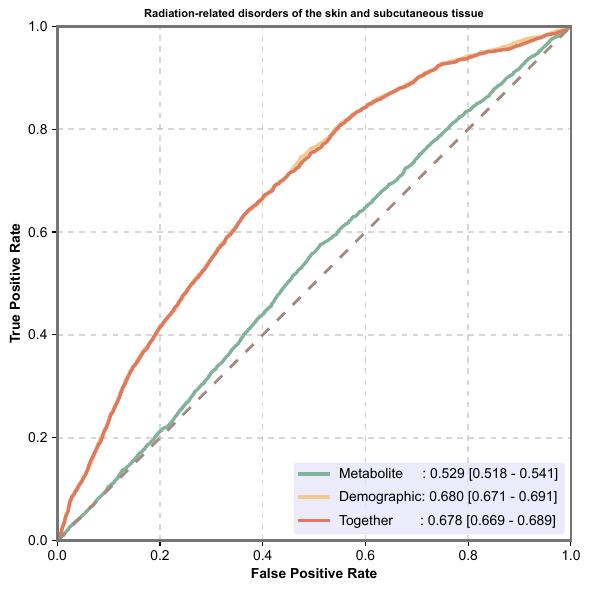 Radiation-related disorders of the skin and subcutaneous tissue
1.0
0.8
0.6
0.4
0.2
0.0
True Positive Rate
Metabolite : 0.529 [0.518 - 0.541]
Demographic: 0.680 [0.671 - 0.691]
Together : 0.678 [0.669 - 0.689]
0.0 0.2 0.4 0.6 0.8 1.0
False Positive Rate